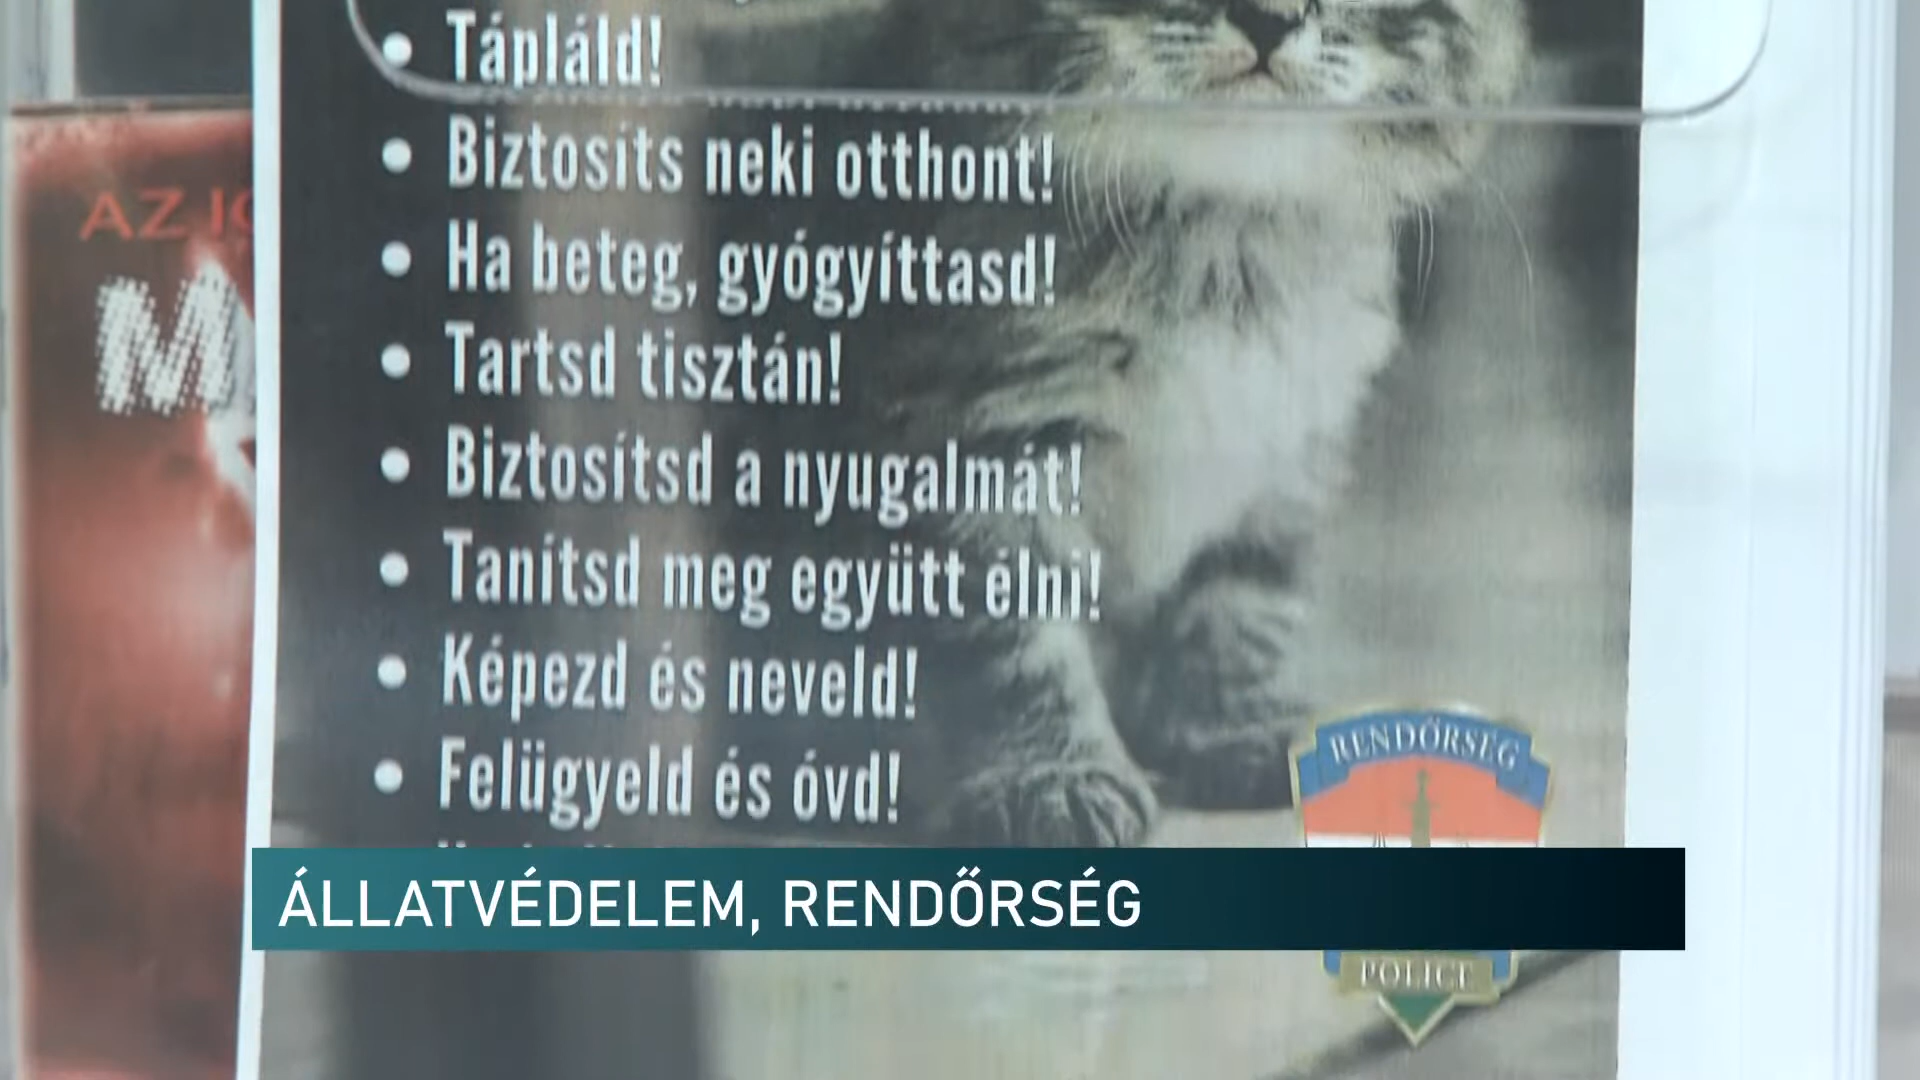 Tápláld!
Biztosíts neki otthont!
AZ
Ha beteg, gyógyíttasd!
Tartsd tisztán!
Biztosítsd a nyugalmát!
Tanítsd meg együtt élni!
Képezd és neveld!
RENDŐRSÉG
Felügyeld és óvd!
ÁLLATVÉDELEM, RENDŐRSÉG
POLICE